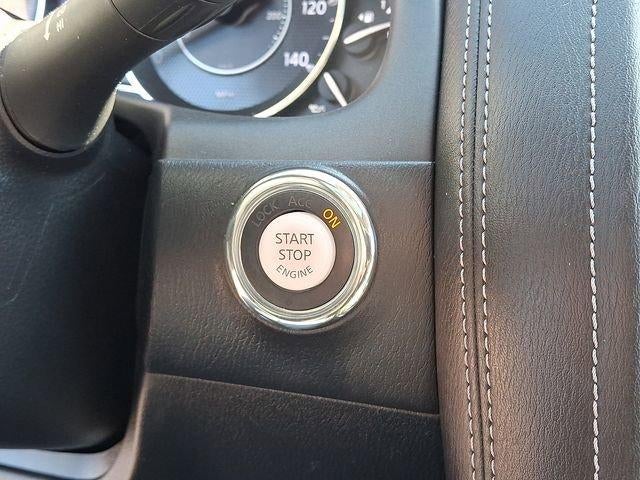 120
140
LOCK ACC ON
START
STOP
ENGINE